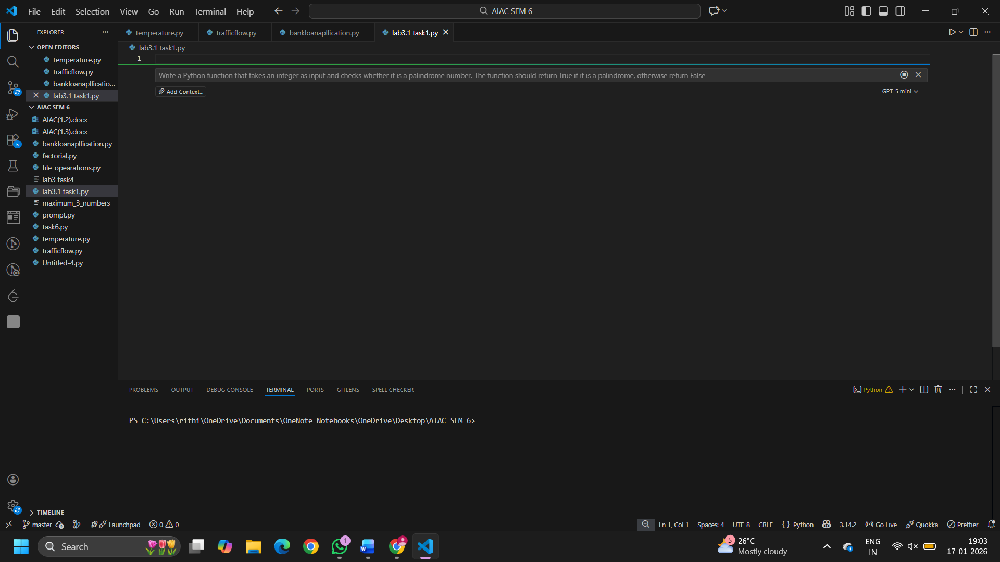 File Edit Selection View Go Run Terminal Help
AIAC SEM 6
EXPLORER
temperature.py
trafficflow.py
bankloanapllication.py
lab3.1 task1.py
OPEN EDITORS
temperature.py
trafficflow.py
bankloanapllicatio...
lab3.1 task1.py
AIAC SEM 6
AIAC(1.2).docx
AIAC(1.3).docx
bankloanapllication.py
factorial.py
file_opearations.py
lab3 task4
lab3.1 task1.py
maximum_3_numbers
prompt.py
task6.py
temperature.py
trafficflow.py
Untitled-4.py
TIMELINE
5
lab3.1 task1.py
1
Write a Python function that takes an integer as input and checks whether it is a palindrome number. The function should return True if it is a palindrome, otherwise return False
Add Context...
GPT-5 mini
PROBLEMS OUTPUT DEBUG CONSOLE TERMINAL PORTS GITLENS SPELL CHECKER
Python
PS C:\Users\rithi\OneDrive\Documents\OneNote Notebooks\OneDrive\Desktop\AIAC SEM 6>
master Launchpad 0 0
Ln 1, Col 1 Spaces: 4 UTF-8 CRLF { } Python 3.14.2 Go Live Quokka Prettier
Search
1
5
26°C
Mostly cloudy
ENG
IN
19:03
17-01-2026